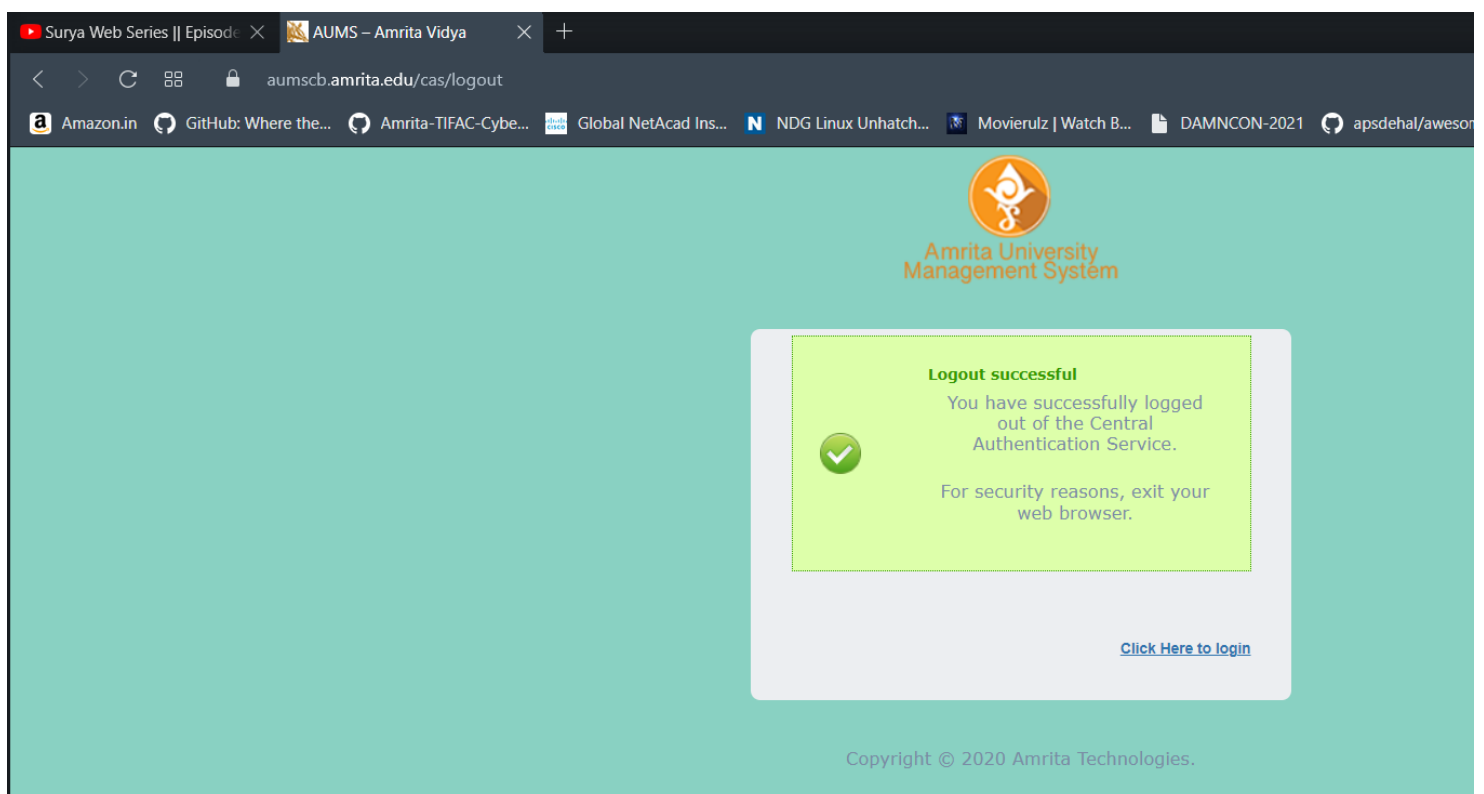 Surya Web Series || Episode
AUMS – Amrita Vidya
aumscb.amrita.edu/cas/logout
Amazon.in GitHub: Where the... Amrita-TIFAC-Cybe... Global NetAcad Ins... NDG Linux Unhatch... Movierulz | Watch B... DAMNCON-2021 apsdehal/awesom
Amrita University
Management System
Logout successful
You have successfully logged
out of the Central
Authentication Service.
For security reasons, exit your
web browser.
Click Here to login
Copyright © 2020 Amrita Technologies.